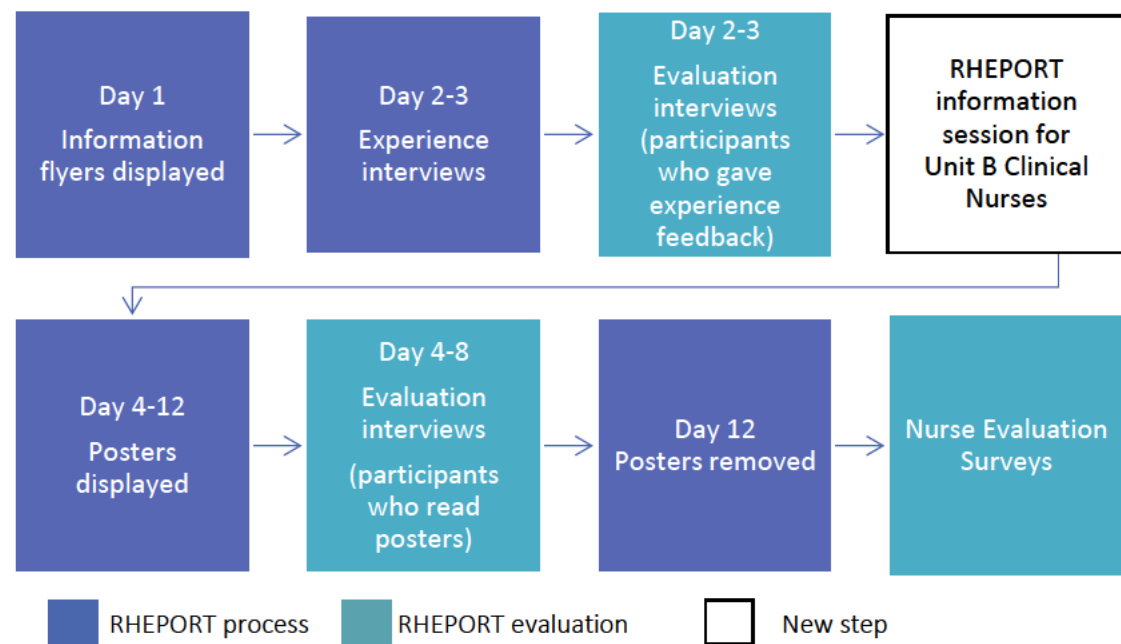 Day 1
Information
flyers displayed
Day 2-3
Experience
interviews
Day 2-3
Evaluation
interviews
(participants
who gave
experience
feedback)
RHEPORT
information
session for
Unit B Clinical
Nurses
Day 4-12
Posters
displayed
Day 4-8
Evaluation
interviews
(participants
who read
posters)
Day 12
Posters removed
Nurse Evaluation
Surveys
RHEPORT process
RHEPORT evaluation
New step